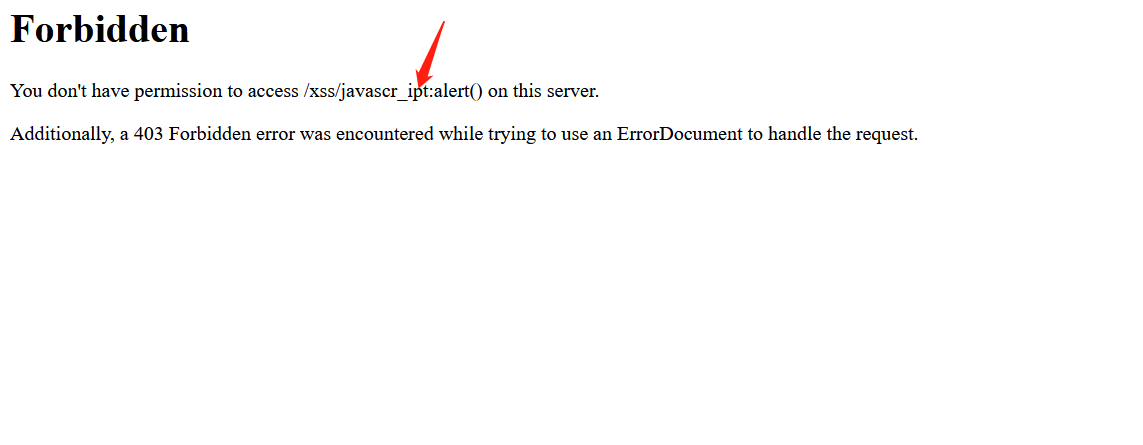 Forbidden
You don't have permission to access /xss/javascr_ipt:alert() on this server.
Additionally, a 403 Forbidden error was encountered while trying to use an ErrorDocument to handle the request.